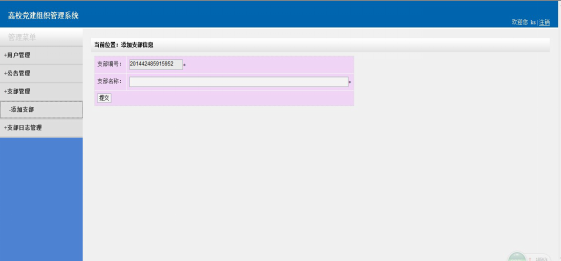 高校党建组织管理系统
欢迎您 hs|注销
管理菜单
+用户管理
+公告管理
+支部管理
-添加支部
+支部日志管理
当前位置：添加支部信息
支部编号： 201442485915952 *
支部名称： *
提交